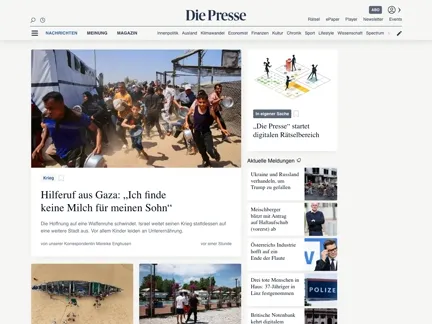 Die Presse
ABO
Rätsel ePaper Player Newsletter Events
NACHRICHTEN MEINUNG MAGAZIN
Innenpolitik Ausland Klimawandel Economist Finanzen Kultur Chronik Sport Lifestyle Wissenschaft Spectrum
Krieg
Hilferuf aus Gaza: „Ich finde
keine Milch für meinen Sohn“
Die Hoffnung auf eine Waffenruhe schwindet. Israel weitet seinen Krieg stattdessen auf
eine weitere Stadt aus. Vor allem Kinder leiden an Unterernährung.
von unserer Korrespondentin Mareike Enghusen
vor einer Stunde
In eigener Sache
„Die Presse“ startet
digitalen Rätselbereich
Aktuelle Meldungen
Ukraine und Russland
verhandeln, um
Trump zu gefallen
Meischberger
blitzt mit Antrag
auf Haftaufschub
(vorerst) ab
Österreichs Industrie
hofft auf ein
Ende der Flaute
Drei tote Menschen in
Haus: 37-Jähriger in
Linz festgenommen
POLIZE
Britische Notenbank
kehrt digitalem